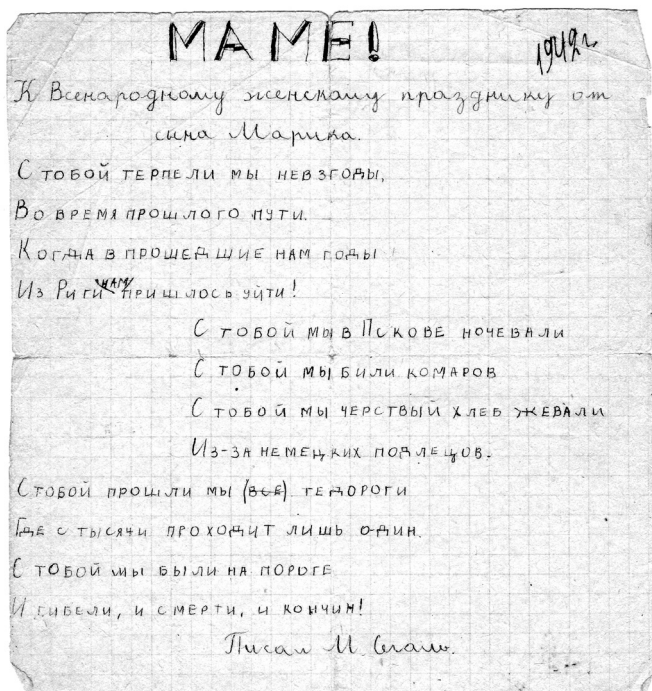 МАМЕ!
1942 г.
К Всенародному женскому празднику от
сына Марика.
С тобой терпели мы невзгоды,
Во время прошлого пути.
Когда в прошедшие нам годы
Из Риги нам пришлось уйти!
С тобой мы в Пскове ночевали
С тобой мы били комаров
С тобой мы черствый хлеб жевали
Из-за немецких подлецов.
С тобой прошли мы (все) те дороги
Где с тысячи проходит лишь один.
С тобой мы были на пороге
И гибели, и смерти, и кончин!
Писал М. Сегаль.